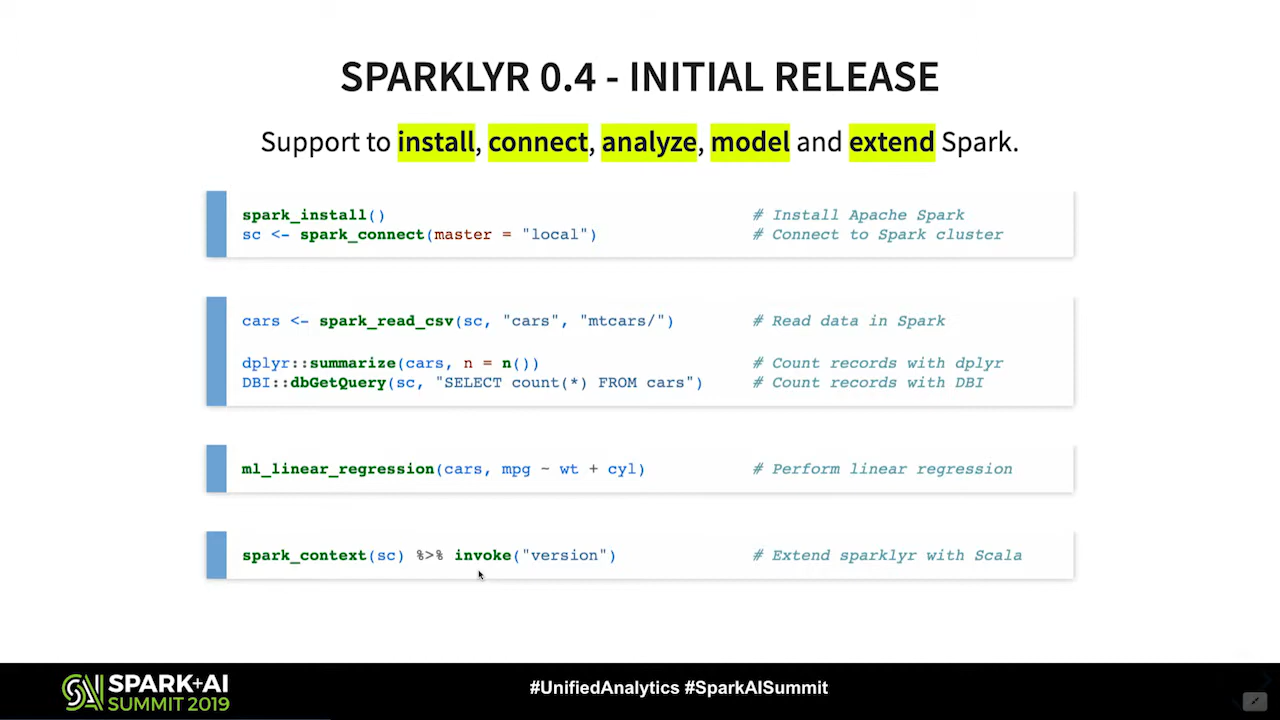 SPARKLYR 0.4 - INITIAL RELEASE
Support to install, connect, analyze, model and extend Spark.
spark_install() # Install Apache Spark
sc <- spark_connect(master = "local") # Connect to Spark cluster
cars <- spark_read_csv(sc, "cars", "mtcars/") # Read data in Spark
dplyr::summarize(cars, n = n()) # Count records with dplyr
DBI::dbGetQuery(sc, "SELECT count(*) FROM cars") # Count records with DBI
ml_linear_regression(cars, mpg ~ wt + cyl) # Perform linear regression
spark_context(sc) %>% invoke("version") # Extend sparklyr with Scala
SPARK+AI
SUMMIT 2019
#UnifiedAnalytics #SparkAISummit